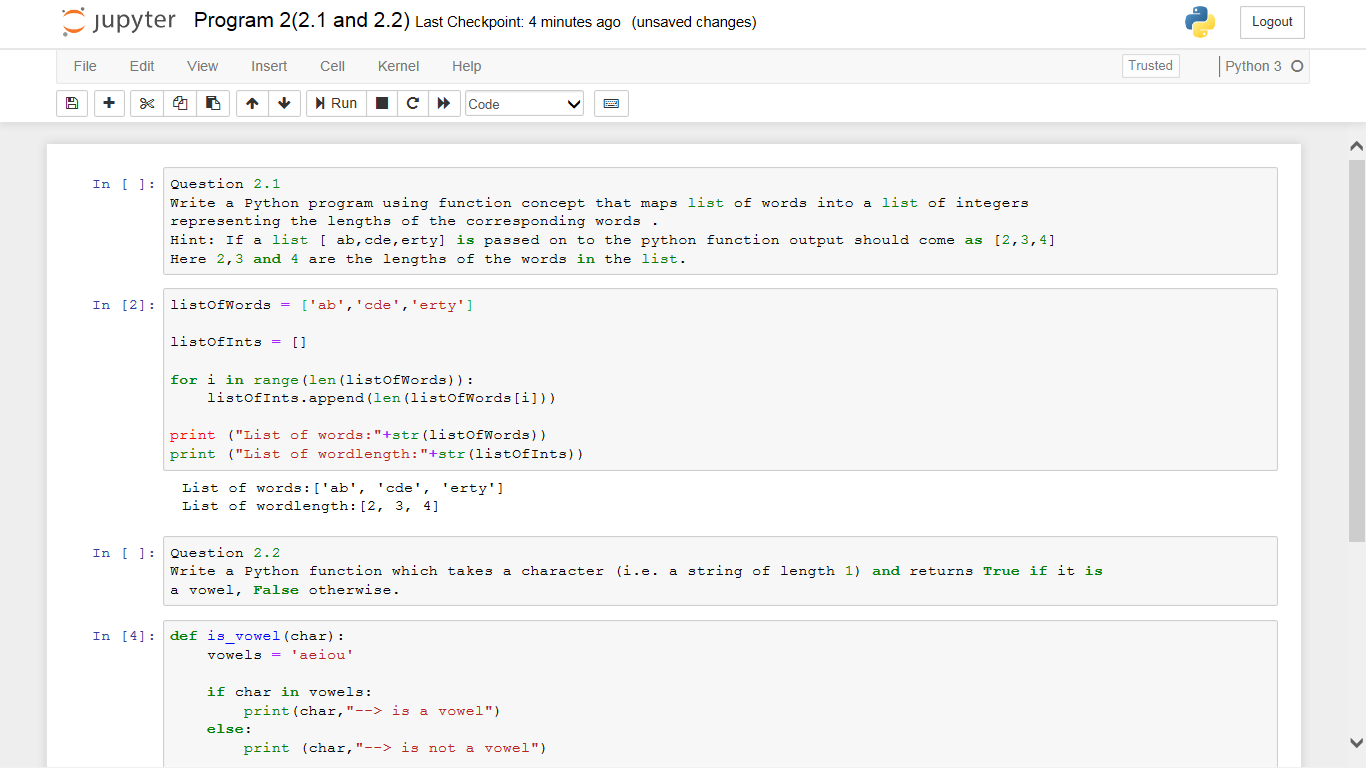 jupyter Program 2(2.1 and 2.2) Last Checkpoint: 4 minutes ago (unsaved changes) Logout
File Edit View Insert Cell Kernel Help Trusted Python 3
Run Code
In [ ]: Question 2.1
Write a Python program using function concept that maps list of words into a list of integers
representing the lengths of the corresponding words .
Hint: If a list [ ab,cde,erty] is passed on to the python function output should come as [2,3,4]
Here 2,3 and 4 are the lengths of the words in the list.
In [2]: listOfWords = ['ab','cde','erty']
listOfInts = []
for i in range(len(listOfWords)):
    listOfInts.append(len(listOfWords[i]))
print ("List of words:"+str(listOfWords))
print ("List of wordlength:"+str(listOfInts))
List of words:['ab', 'cde', 'erty']
List of wordlength:[2, 3, 4]
In [ ]: Question 2.2
Write a Python function which takes a character (i.e. a string of length 1) and returns True if it is
a vowel, False otherwise.
In [4]: def is_vowel(char):
    vowels = 'aeiou'
    if char in vowels:
        print(char,"--> is a vowel")
    else:
        print (char,"--> is not a vowel")